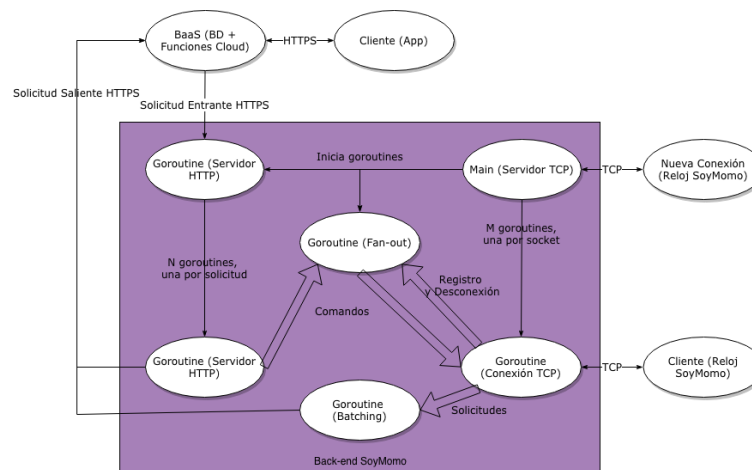 BaaS (BD +
Funciones Cloud)
HTTPS
Cliente (App)
Solicitud Saliente HTTPS
Solicitud Entrante HTTPS
Goroutine (Servidor
HTTP)
Inicia goroutines
Main (Servidor TCP)
TCP
Nueva Conexión
(Reloj SoyMomo)
M goroutines,
una por socket
Goroutine (Fan-out)
N goroutines,
una por solicitud
Registro
y Desconexión
Comandos
Goroutine (Servidor
HTTP)
Goroutine
(Conexión TCP)
TCP
Cliente (Reloj
SoyMomo)
Goroutine
(Batching)
Solicitudes
Back-end SoyMomo